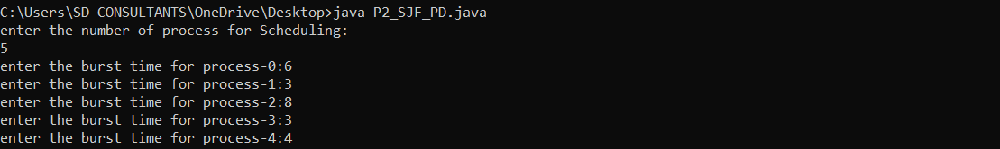 C:\Users\SD CONSULTANTS\OneDrive\Desktop>java P2_SJF_PD.java
enter the number of process for Scheduling:
5
enter the burst time for process-0:6
enter the burst time for process-1:3
enter the burst time for process-2:8
enter the burst time for process-3:3
enter the burst time for process-4:4